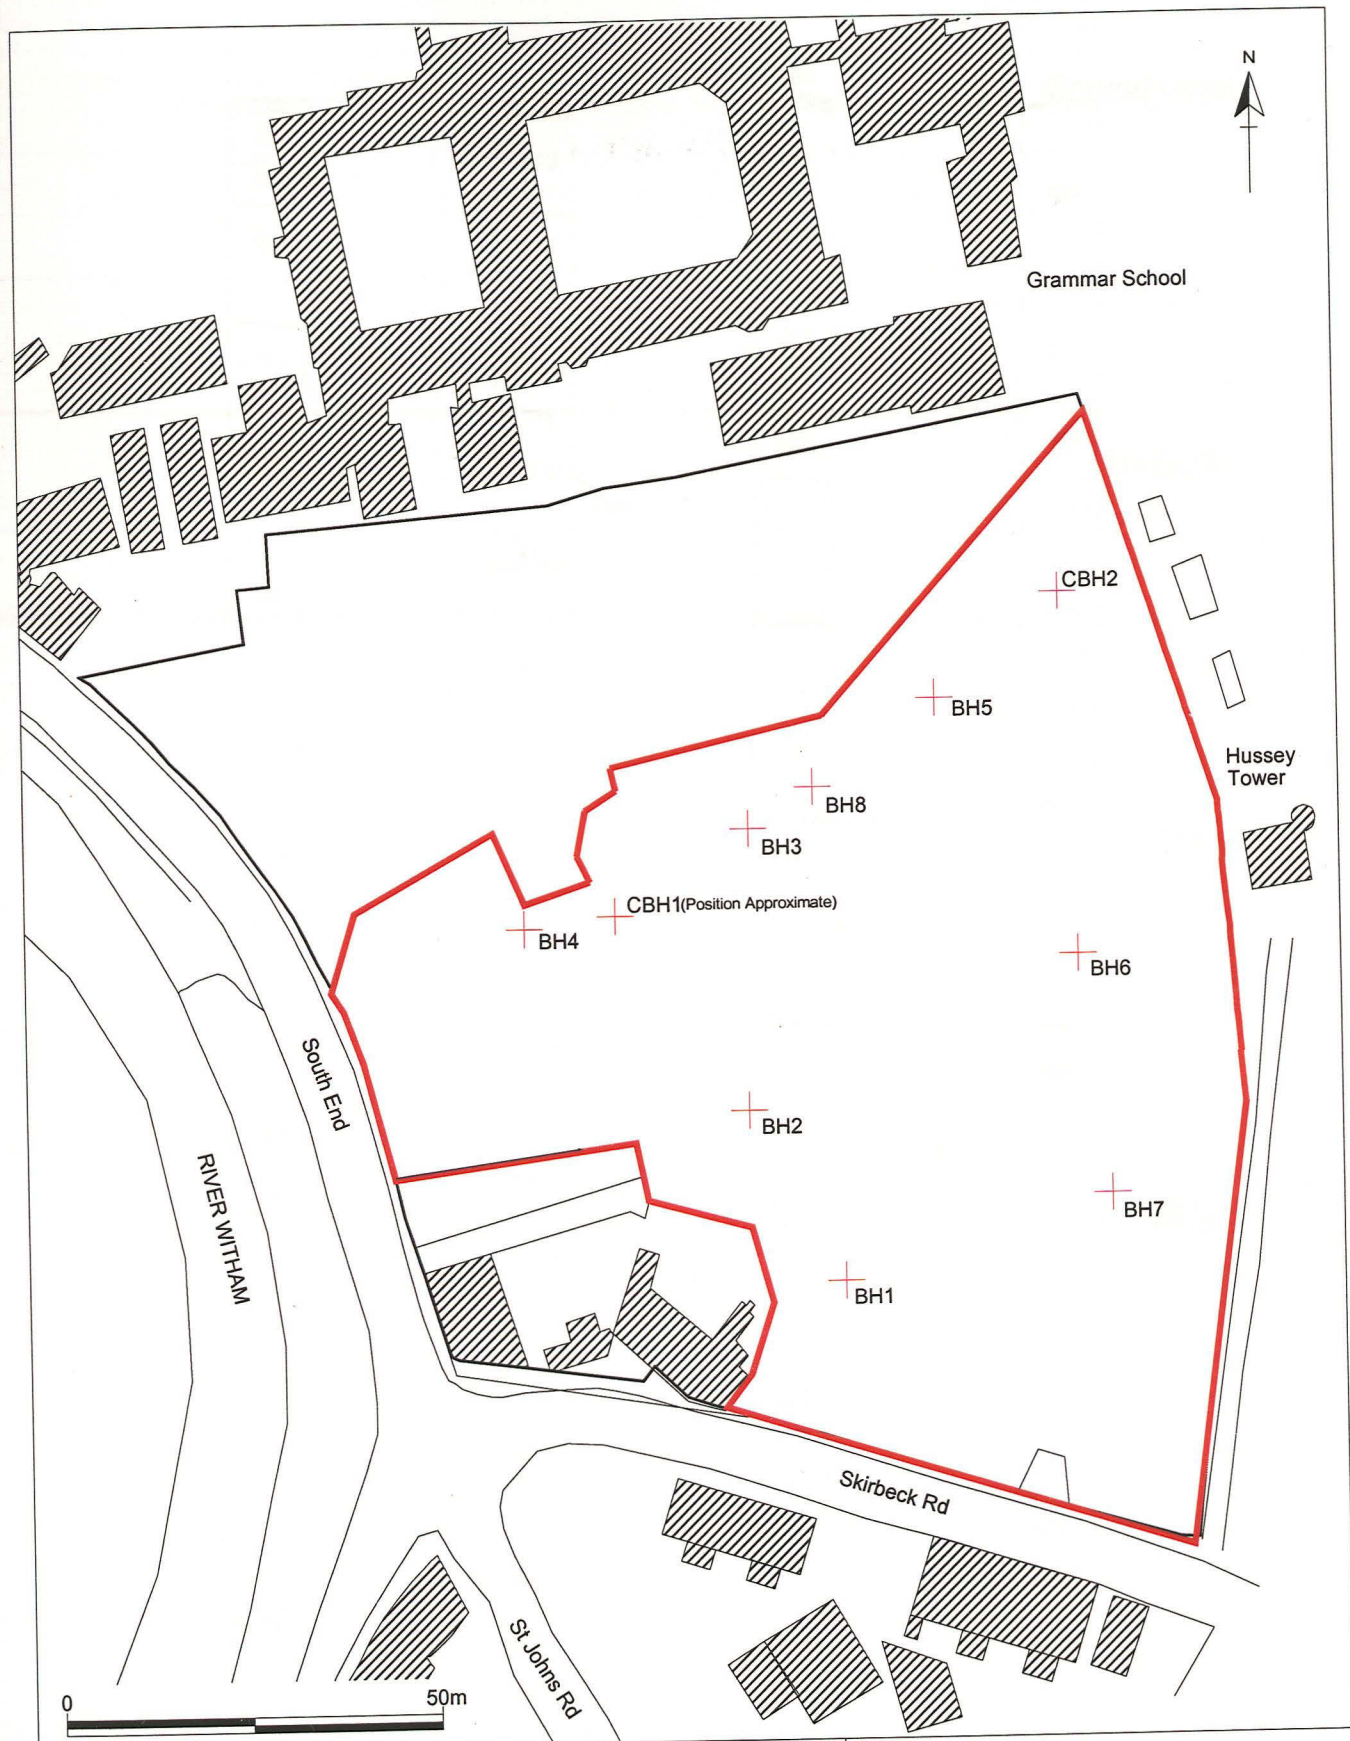 N
Grammar School
CBH2
BH5
Hussey
Tower
BH8
BH3
CBH1(Position Approximate)
BH4
BH6
South End
BH2
RIVER WITHAM
BH7
BH1
Skirbeck Rd
St Johns Rd
0 50m